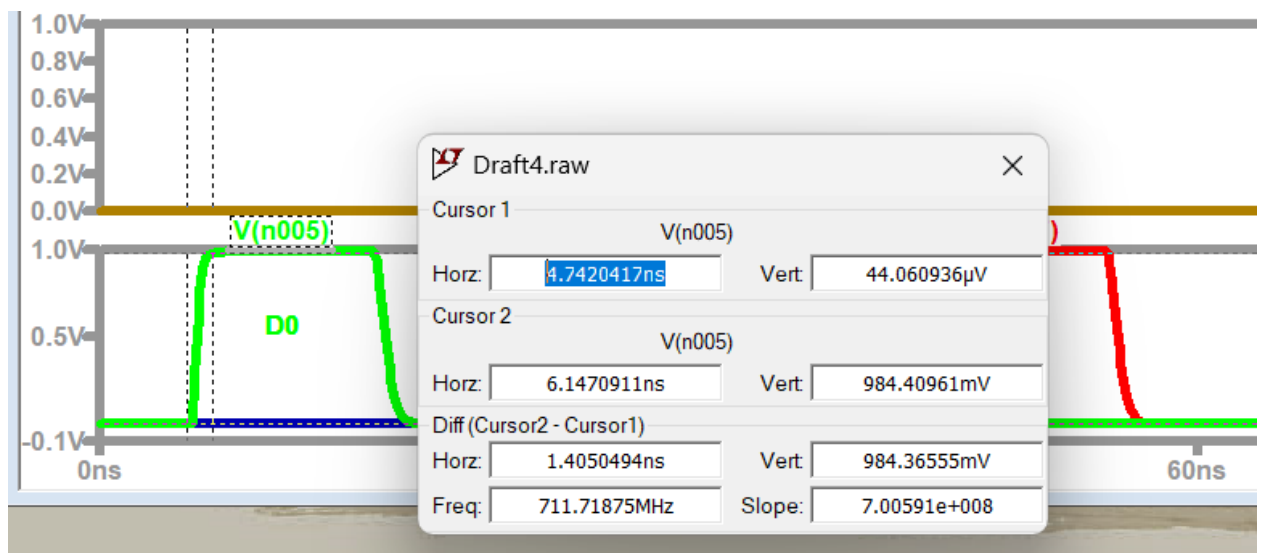 1.0V
0.8V
0.6V
0.4V
0.2V
0.0V
V(n005)
)
1.0V
0.5V
-0.1V
D0
0ns
60ns
Draft4.raw
Cursor 1
V(n005)
Horz: 4.7420417ns Vert: 44.060936µV
Cursor 2
V(n005)
Horz: 6.1470911ns Vert: 984.40961mV
Diff (Cursor2 - Cursor1)
Horz: 1.4050494ns Vert: 984.36555mV
Freq: 711.71875MHz Slope: 7.00591e+008